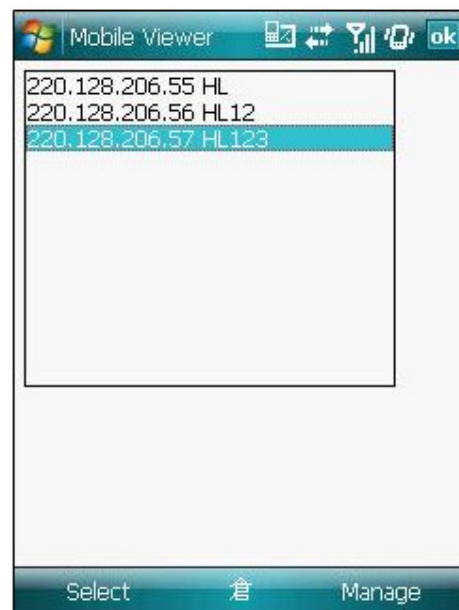 Mobile Viewer ok
220.128.206.55 HL
220.128.206.56 HL12
220.128.206.57 HL123
Select 倉 Manage